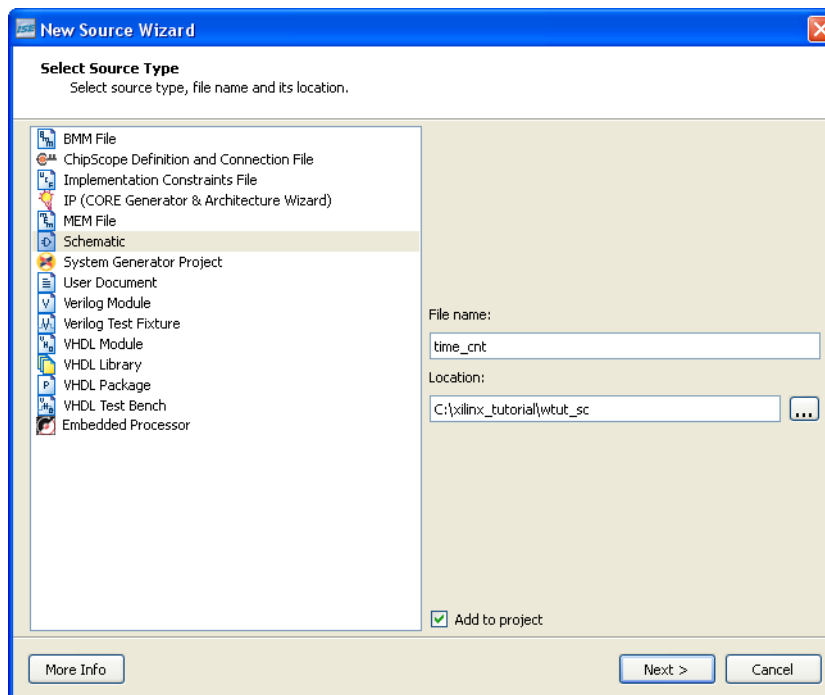 ISE New Source Wizard
Select Source Type
Select source type, file name and its location.
BMM File
ChipScope Definition and Connection File
Implementation Constraints File
IP (CORE Generator & Architecture Wizard)
MEM File
Schematic
System Generator Project
User Document
Verilog Module
Verilog Test Fixture
VHDL Module
VHDL Library
VHDL Package
VHDL Test Bench
Embedded Processor
File name:
time_cnt
Location:
C:\xilinx_tutorial\wtut_sc
...
Add to project
More Info
Next >
Cancel